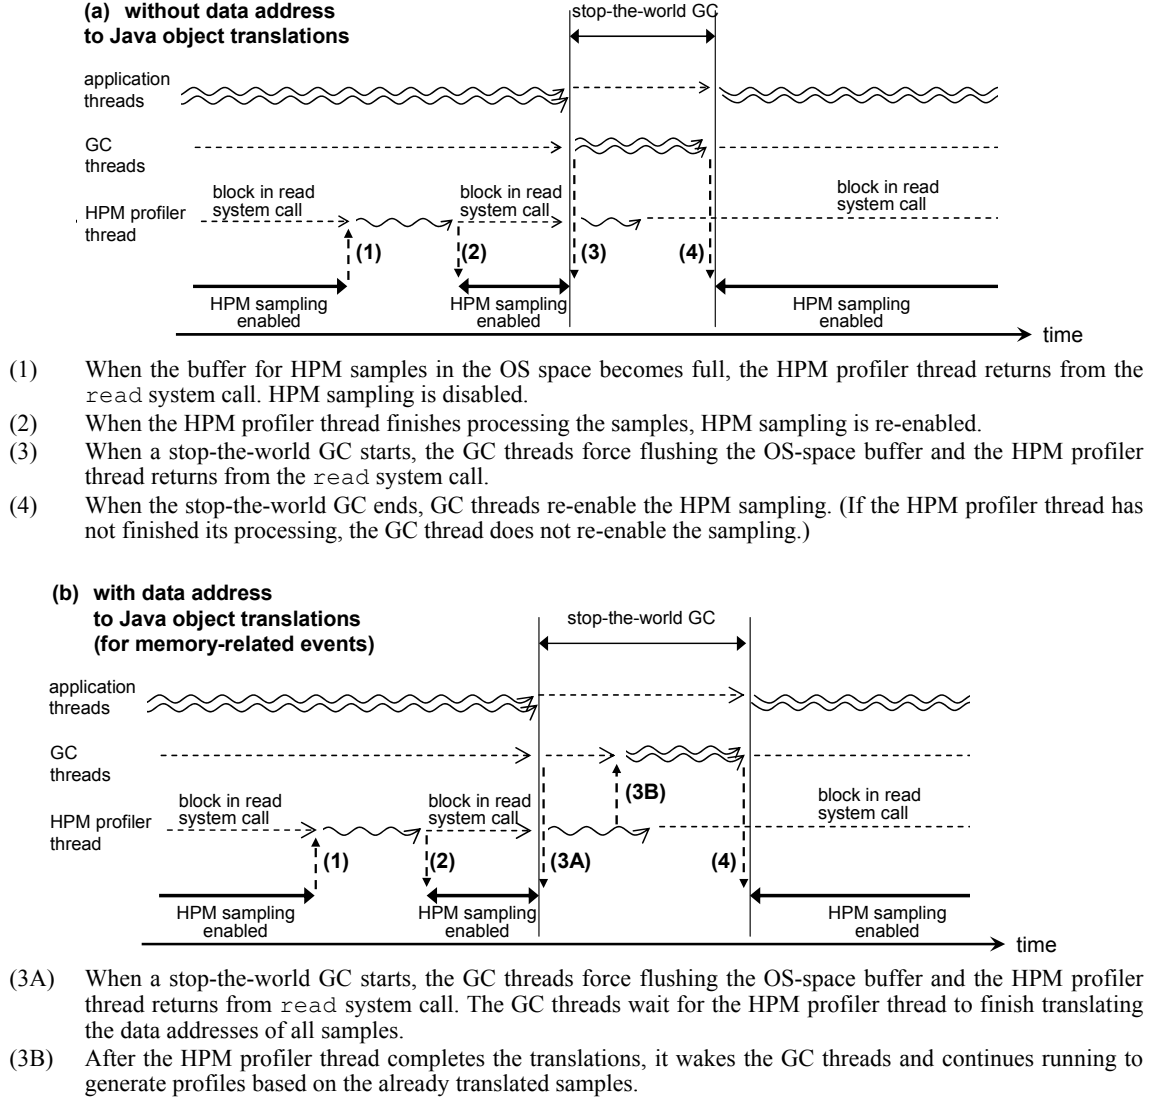 (a) without data address
to Java object translations
stop-the-world GC
application
threads
GC
threads
HPM profiler
thread
block in read
system call
block in read
system call
block in read
system call
(1)
(2)
(3)
(4)
HPM sampling
enabled
HPM sampling
enabled
HPM sampling
enabled
time
(1) When the buffer for HPM samples in the OS space becomes full, the HPM profiler thread returns from the
read system call. HPM sampling is disabled.
(2) When the HPM profiler thread finishes processing the samples, HPM sampling is re-enabled.
(3) When a stop-the-world GC starts, the GC threads force flushing the OS-space buffer and the HPM profiler
thread returns from the read system call.
(4) When the stop-the-world GC ends, GC threads re-enable the HPM sampling. (If the HPM profiler thread has
not finished its processing, the GC thread does not re-enable the sampling.)
(b) with data address
to Java object translations
(for memory-related events)
stop-the-world GC
application
threads
GC
threads
HPM profiler
thread
block in read
system call
block in read
system call
block in read
system call
(1)
(2)
(3A)
(3B)
(4)
HPM sampling
enabled
HPM sampling
enabled
HPM sampling
enabled
time
(3A) When a stop-the-world GC starts, the GC threads force flushing the OS-space buffer and the HPM profiler
thread returns from read system call. The GC threads wait for the HPM profiler thread to finish translating
the data addresses of all samples.
(3B) After the HPM profiler thread completes the translations, it wakes the GC threads and continues running to
generate profiles based on the already translated samples.